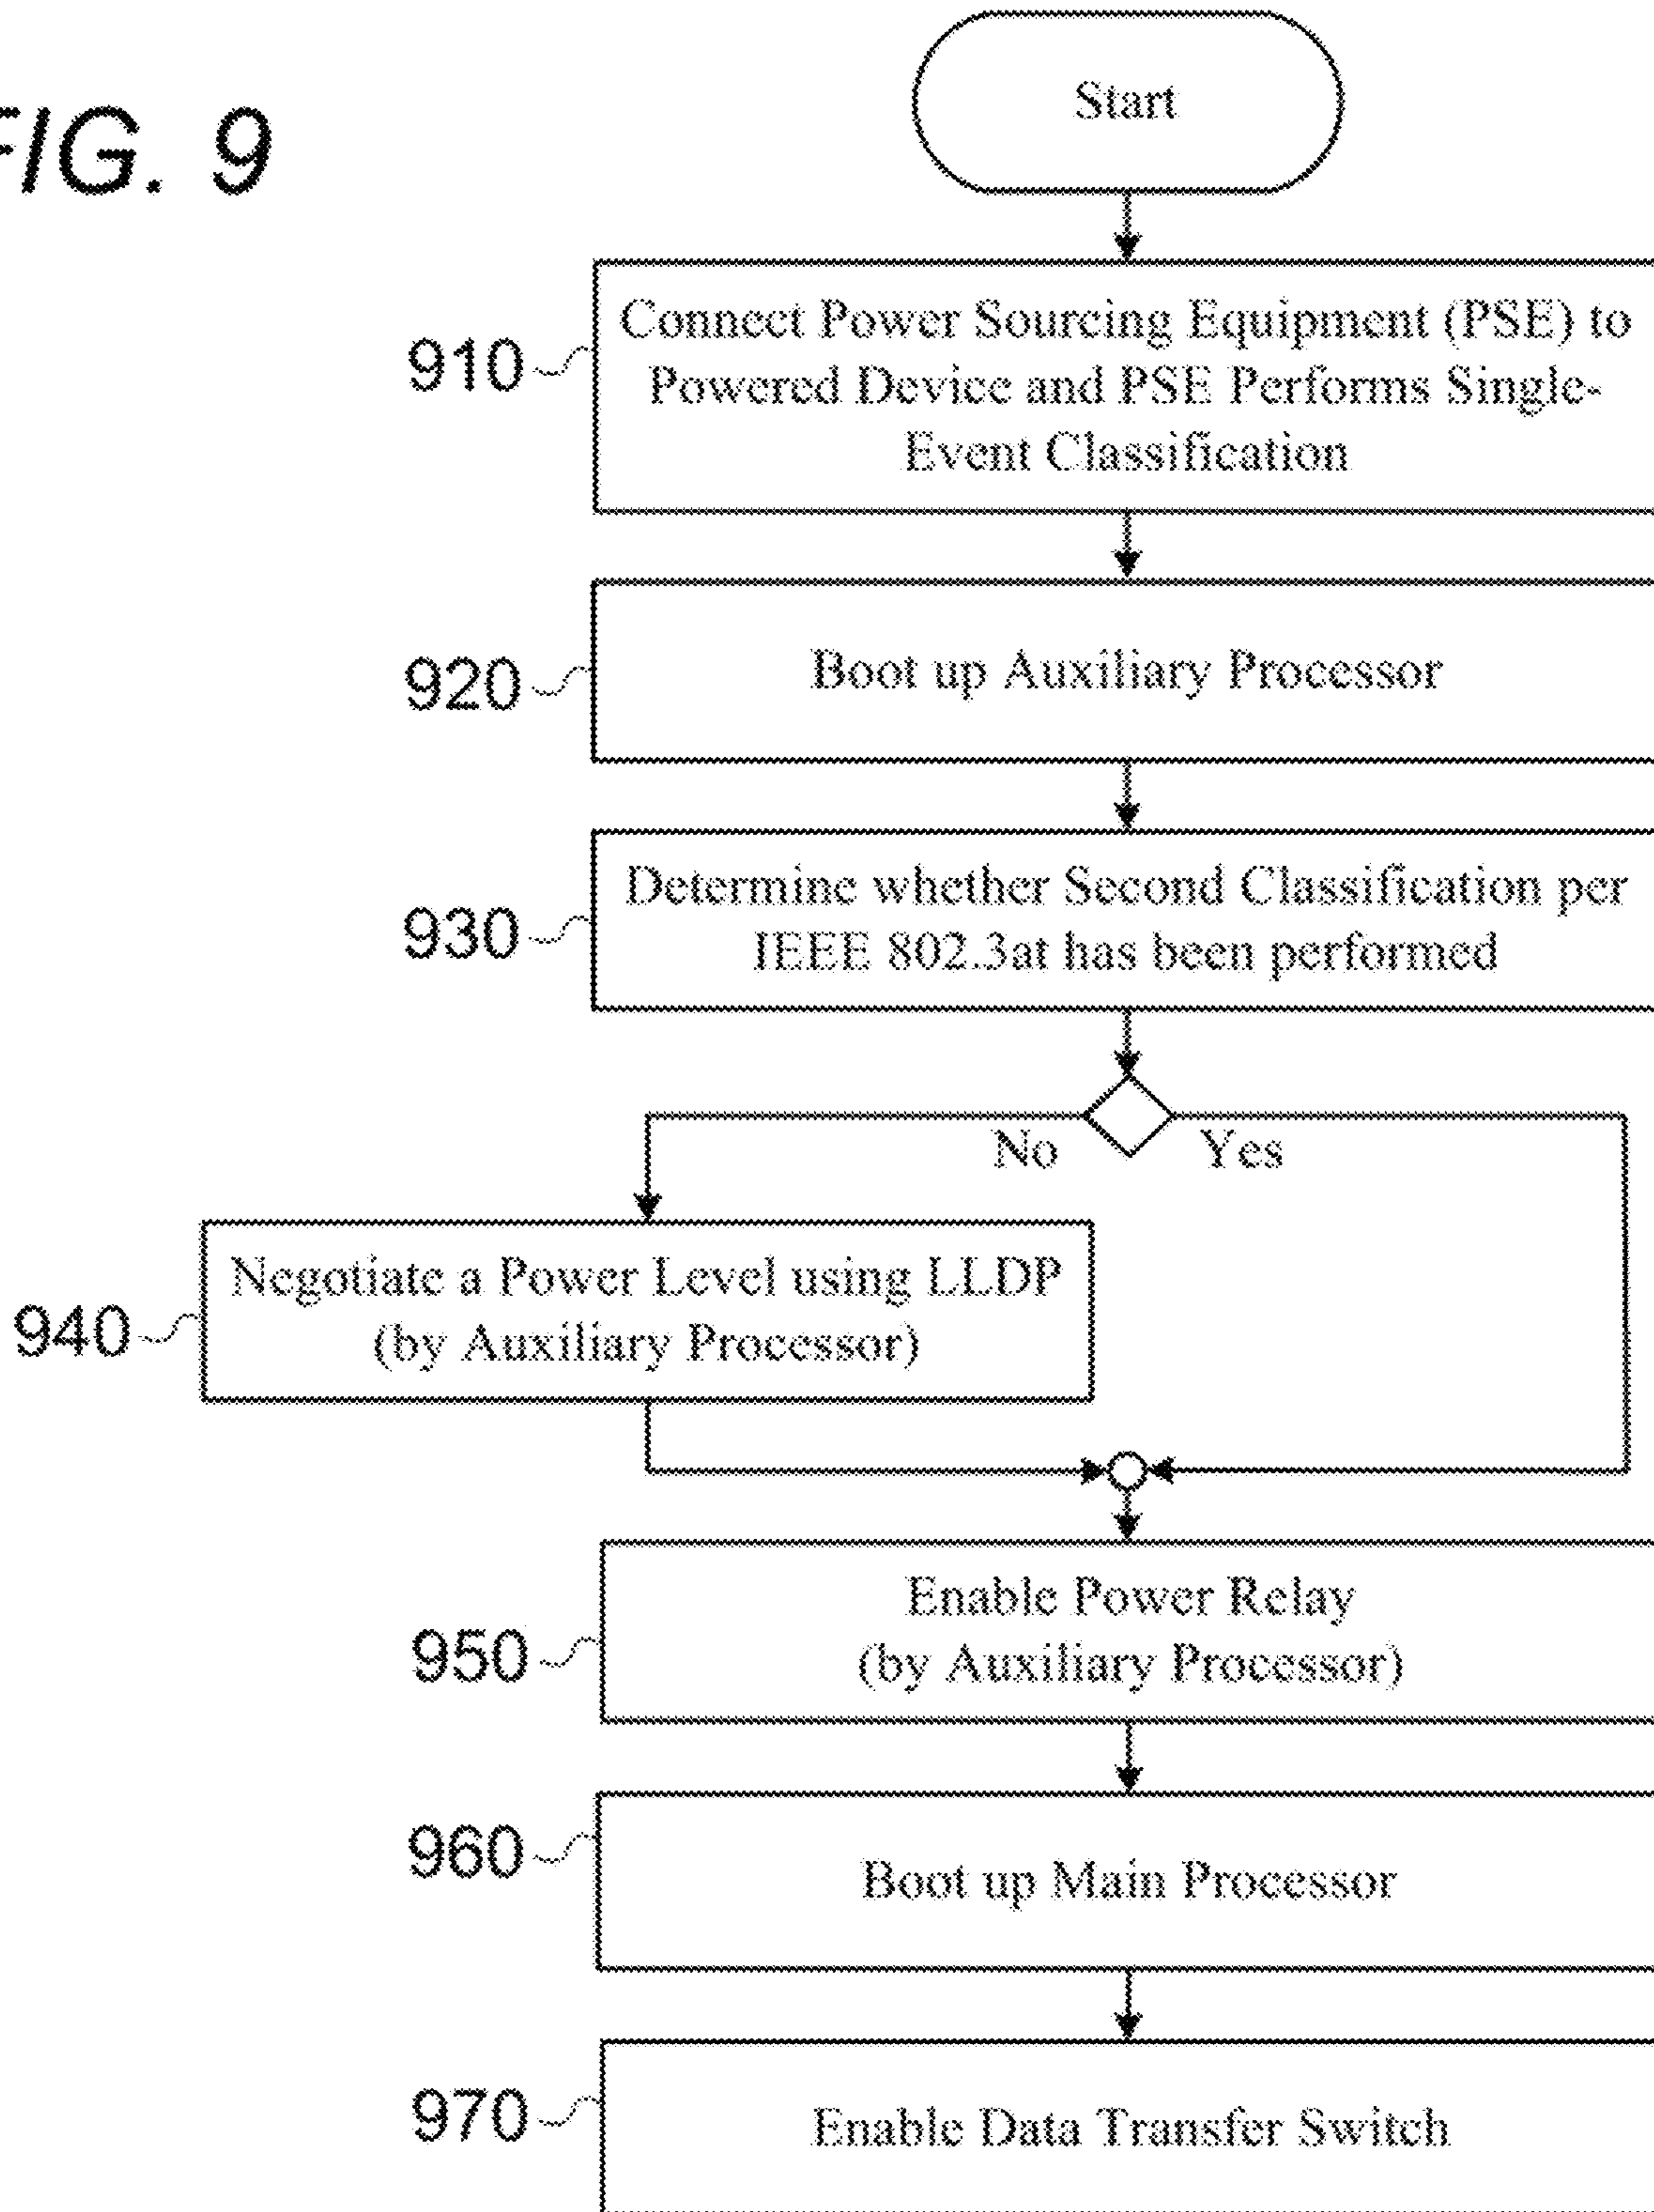 FIG. 9
Start
910
Connect Power Sourcing Equipment (PSE) to
Powered Device and PSE Performs Single-
Event Classification
920
Boot up Auxiliary Processor
930
Determine whether Second Classification per
IEEE 802.3at has been performed
No
Yes
940
Negotiate a Power Level using LLDP
(by Auxiliary Processor)
950
Enable Power Relay
(by Auxiliary Processor)
960
Boot up Main Processor
970
Enable Data Transfer Switch